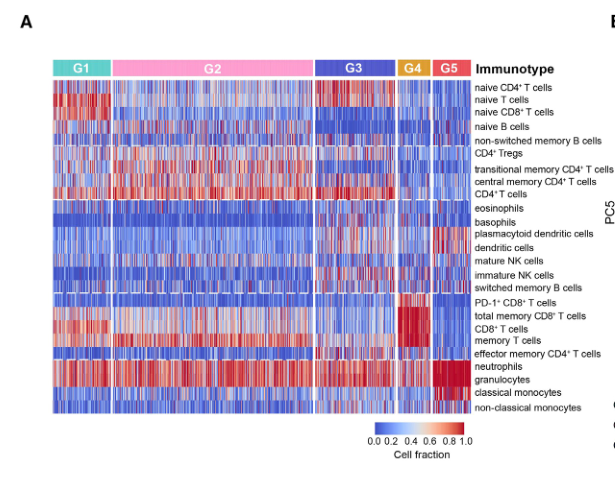 A
B
G1 G2 G3 G4 G5 Immunotype
naive CD4⁺ T cells
naive T cells
naive CD8⁺ T cells
naive B cells
non-switched memory B cells
CD4⁺ Tregs
transitional memory CD4⁺ T cells
central memory CD4⁺ T cells
CD4⁺T cells
eosinophils
basophils
plasmacytoid dendritic cells
dendritic cells
mature NK cells
immature NK cells
switched memory B cells
PD-1⁺ CD8⁺ T cells
total memory CD8⁺ T cells
CD8⁺ T cells
memory T cells
effector memory CD4⁺ T cells
neutrophils
granulocytes
classical monocytes
non-classical monocytes
0.0 0.2 0.4 0.6 0.8 1.0
Cell fraction
PC5